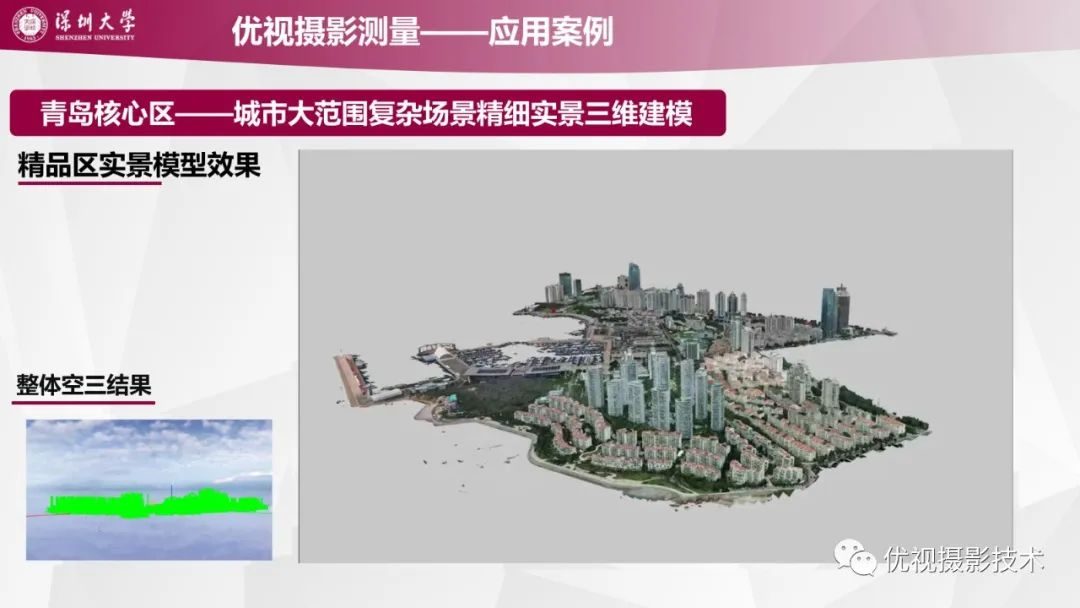 深圳大学
SHENZHEN UNIVERSITY
优视摄影测量——应用案例
青岛核心区——城市大范围复杂场景精细实景三维建模
精品区实景模型效果
整体空三结果
优视摄影技术